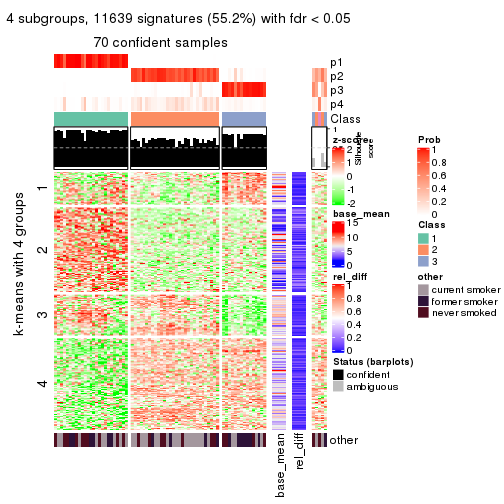 4 subgroups, 11639 signatures (55.2%) with fdr < 0.05
70 confident samples
p1
p2
p3
p4
Class
1
Silhouette
score
k-means with 4 groups
1
2
3
4
base_mean
rel_diff
other
z-score
2
1
0
-1
-2
base_mean
15
10
5
0
rel_diff
1
0.8
0.6
0.4
0.2
0
Status (barplots)
confident
ambiguous
Prob
1
0.8
0.6
0.4
0.2
0
Class
1
2
3
other
current smoker
former smoker
never smoked